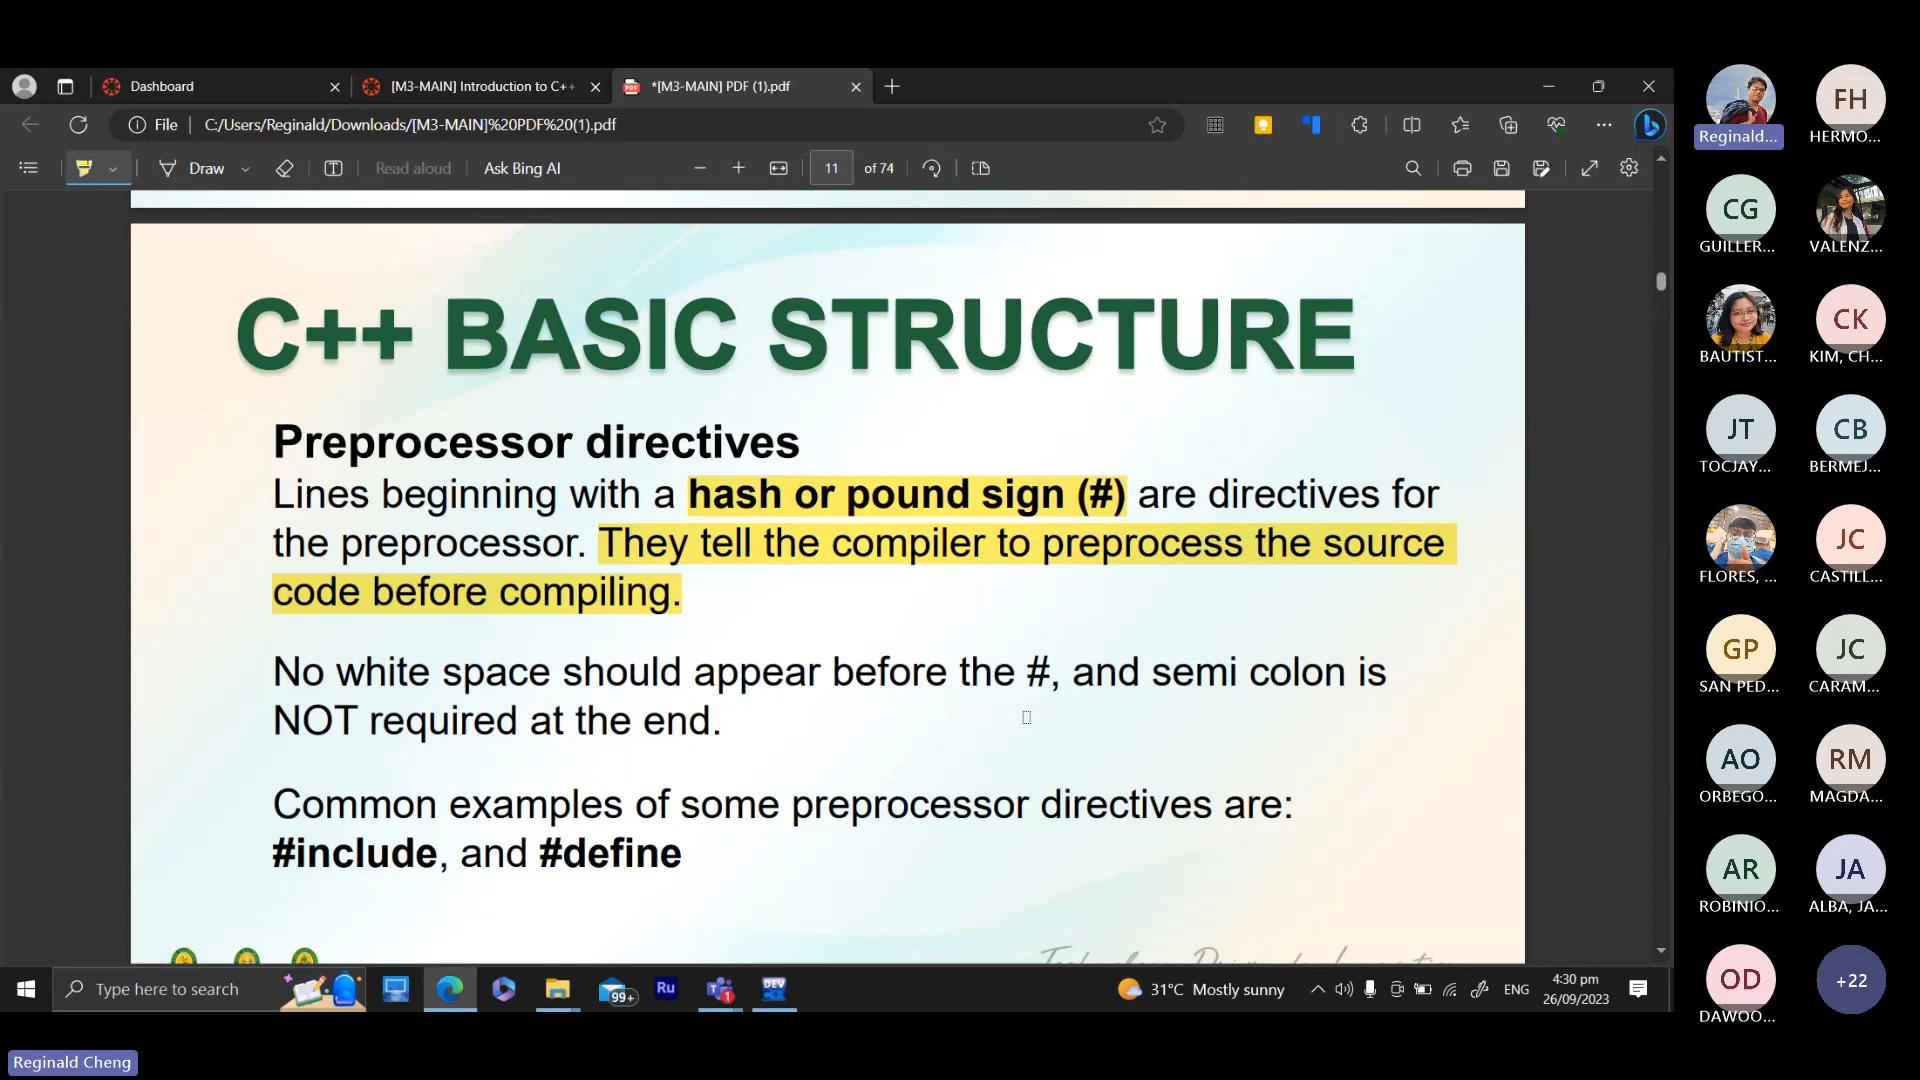 Dashboard
[M3-MAIN] Introduction to C++
*[M3-MAIN] PDF (1).pdf
File
C:/Users/Reginald/Downloads/[M3-MAIN]%20PDF%20(1).pdf
Draw
Read aloud
Ask Bing AI
11
of 74
C++ BASIC STRUCTURE
Preprocessor directives
Lines beginning with a hash or pound sign (#) are directives for
the preprocessor. They tell the compiler to preprocess the source
code before compiling.
No white space should appear before the #, and semi colon is
NOT required at the end.
Common examples of some preprocessor directives are:
#include, and #define
Type here to search
99+
Ru
1
DEV
31°C Mostly sunny
ENG
4:30 pm
26/09/2023
Reginald Cheng
Reginald...
FH
HERMO...
CG
GUILLER...
VALENZ...
BAUTIST...
CK
KIM, CH...
JT
TOCJAY...
CB
BERMEJ...
FLORES, ...
JC
CASTILL...
GP
SAN PED...
JC
CARAM...
AO
ORBEGO...
RM
MAGDA...
AR
ROBINIO...
JA
ALBA, JA...
OD
DAWOO...
+22